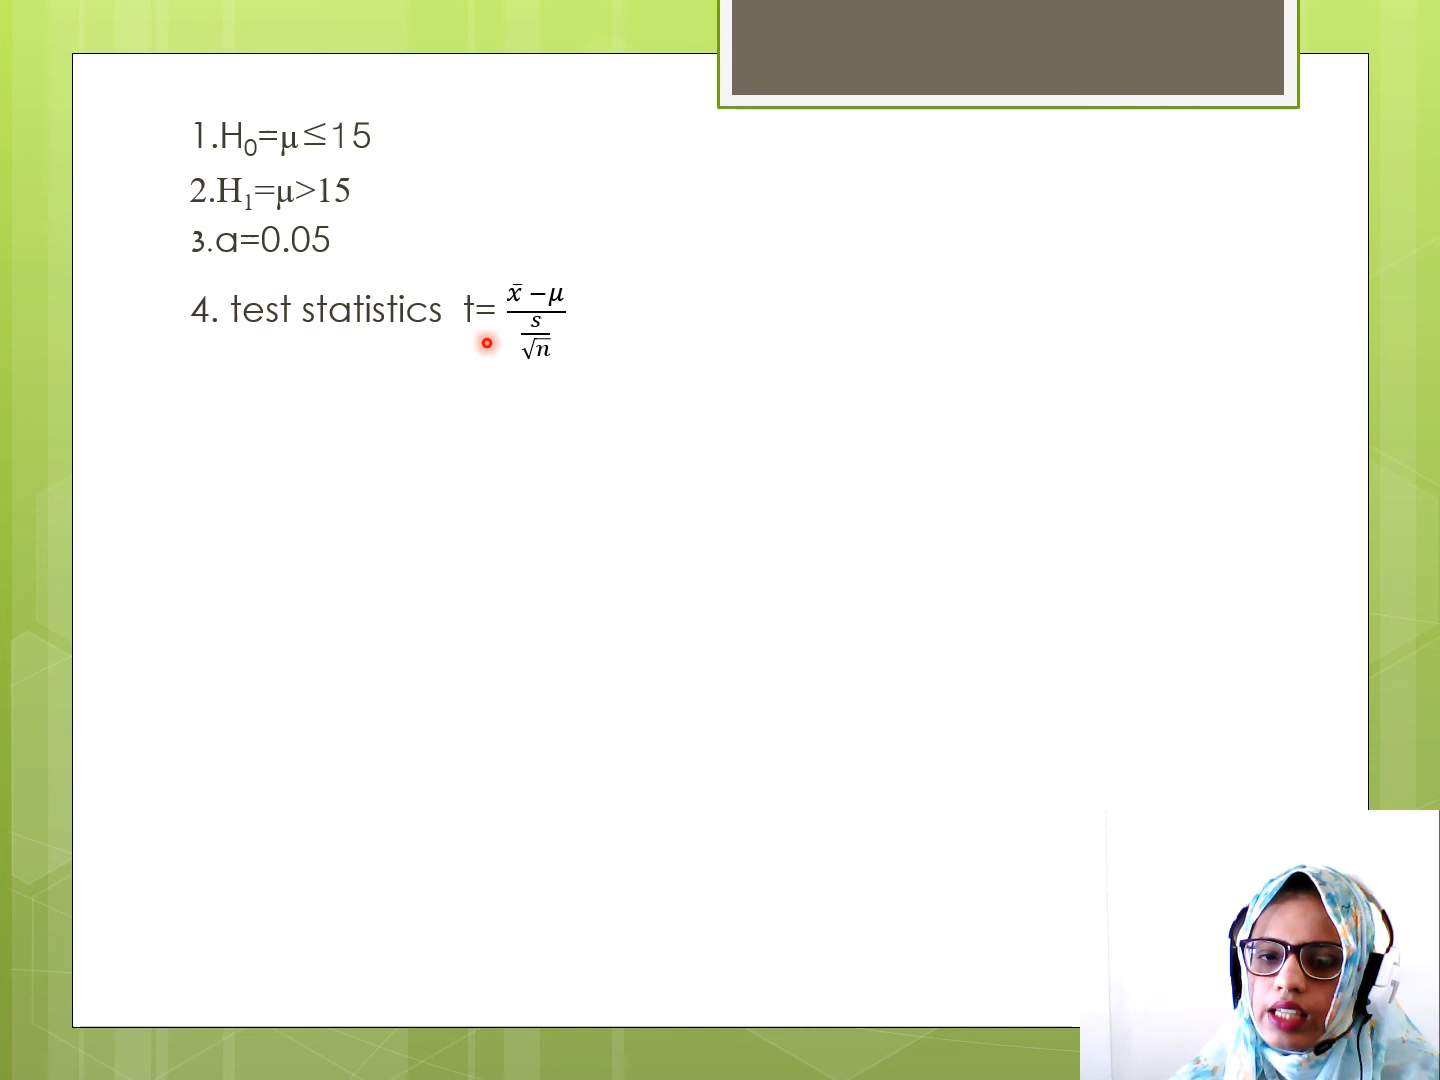 1.H₀=μ≤15
2.H₁=μ>15
3.a=0.05
4. test statistics t= x̄ −μ / s / √n